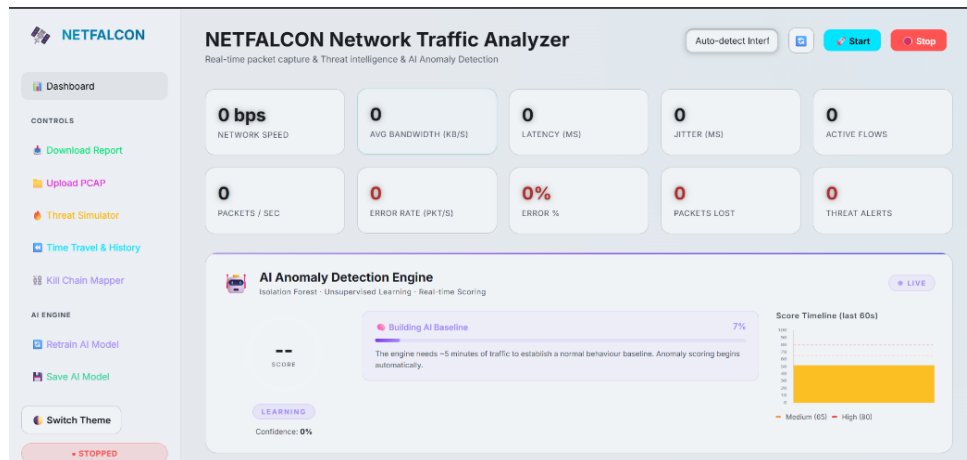 NETFALCON
Dashboard
CONTROLS
Download Report
Upload PCAP
Threat Simulator
Time Travel & History
Kill Chain Mapper
AI ENGINE
Retrain AI Model
Save AI Model
Switch Theme
STOPPED
NETFALCON Network Traffic Analyzer
Real-time packet capture & Threat intelligence & AI Anomaly Detection
Auto-detect Interf
Start
Stop
0 bps
NETWORK SPEED
0
AVG BANDWIDTH (KB/S)
0
LATENCY (MS)
0
JITTER (MS)
0
ACTIVE FLOWS
0
PACKETS / SEC
0
ERROR RATE (PKT/S)
0%
ERROR %
0
PACKETS LOST
0
THREAT ALERTS
AI Anomaly Detection Engine
Isolation Forest · Unsupervised Learning · Real-time Scoring
LIVE
--
SCORE
LEARNING
Confidence: 0%
Building AI Baseline
7%
The engine needs ~5 minutes of traffic to establish a normal behaviour baseline. Anomaly scoring begins
automatically.
Score Timeline (last 60s)
100
90
80
70
60
50
40
30
20
10
0
Medium (65)
High (80)